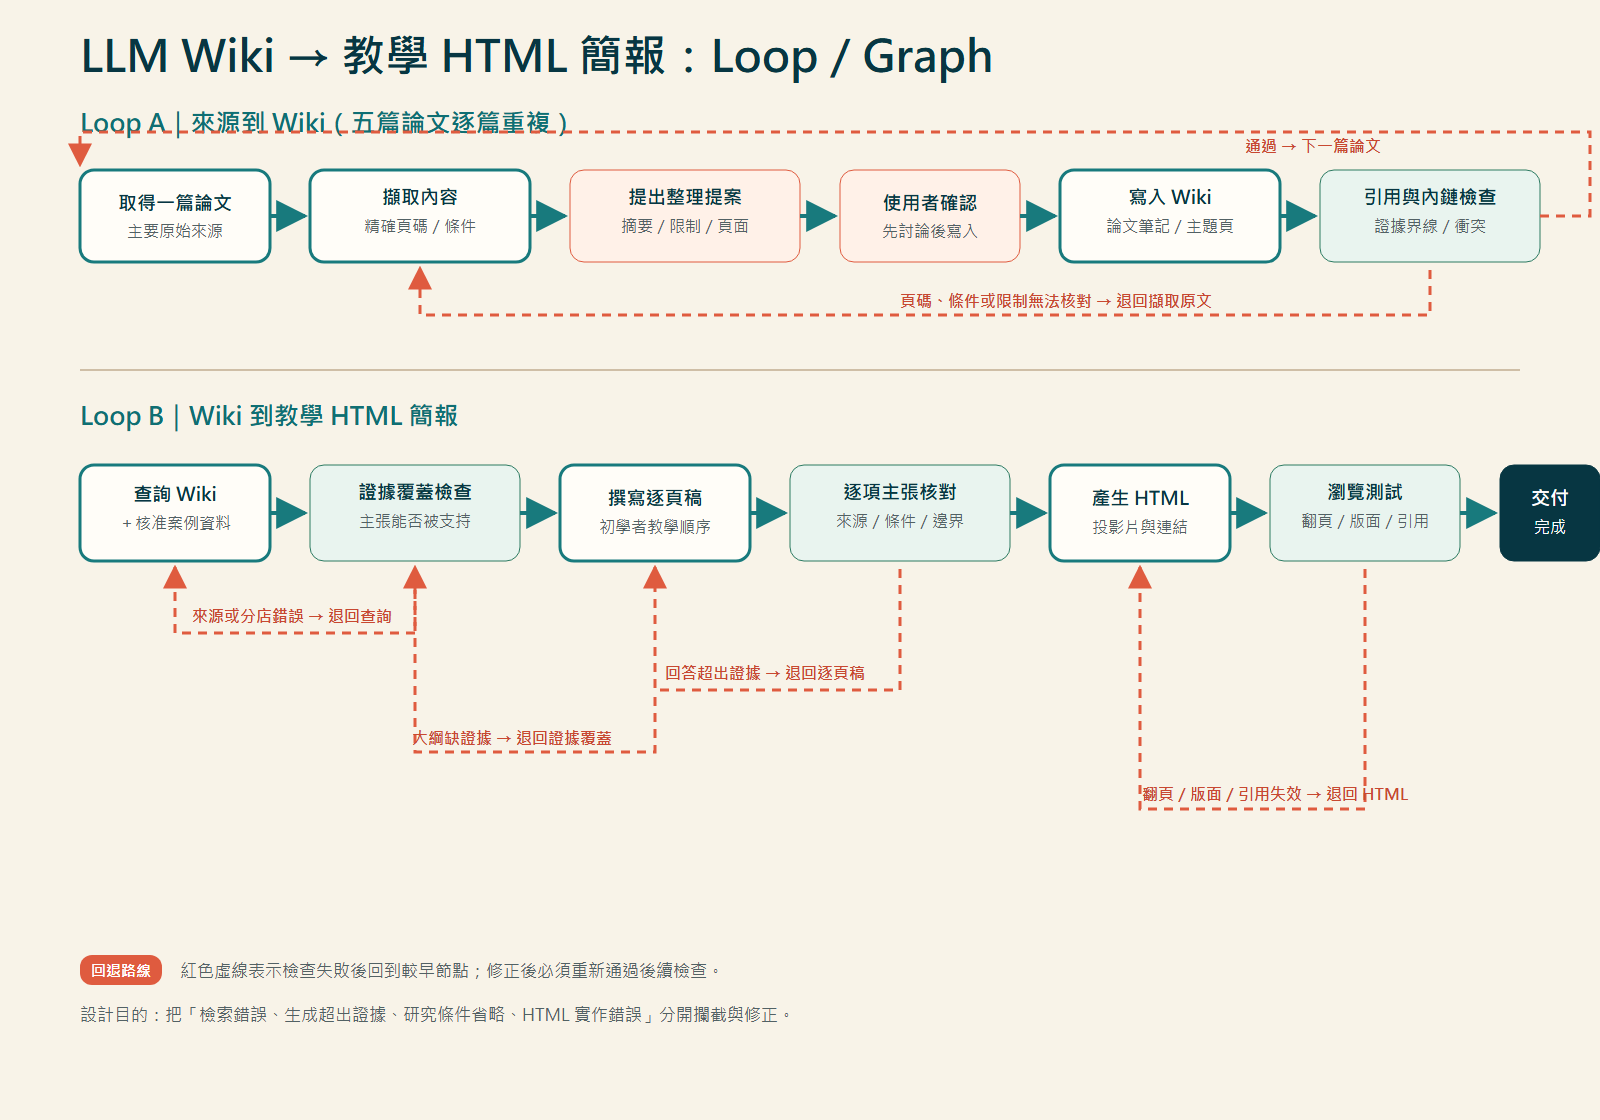 LLM Wiki → 教學 HTML 簡報：Loop / Graph
Loop A｜來源到 Wiki（五篇論文逐篇重複）
通過 → 下一篇論文
取得一篇論文
主要原始來源
擷取內容
精確頁碼 / 條件
提出整理提案
摘要 / 限制 / 頁面
使用者確認
先討論後寫入
寫入 Wiki
論文筆記 / 主題頁
引用與內鏈檢查
證據界線 / 衝突
頁碼、條件或限制無法核對 → 退回擷取原文
Loop B｜Wiki 到教學 HTML 簡報
查詢 Wiki
+ 核准案例資料
證據覆蓋檢查
主張能否被支持
撰寫逐頁稿
初學者教學順序
逐項主張核對
來源 / 條件 / 邊界
產生 HTML
投影片與連結
瀏覽測試
翻頁 / 版面 / 引用
交付
完成
來源或分店錯誤 → 退回查詢
回答超出證據 → 退回逐頁稿
大綱缺證據 → 退回證據覆蓋
翻頁 / 版面 / 引用失效 → 退回 HTML
回退路線
紅色虛線表示檢查失敗後回到較早節點；修正後必須重新通過後續檢查。
設計目的：把「檢索錯誤、生成超出證據、研究條件省略、HTML 實作錯誤」分開攔截與修正。